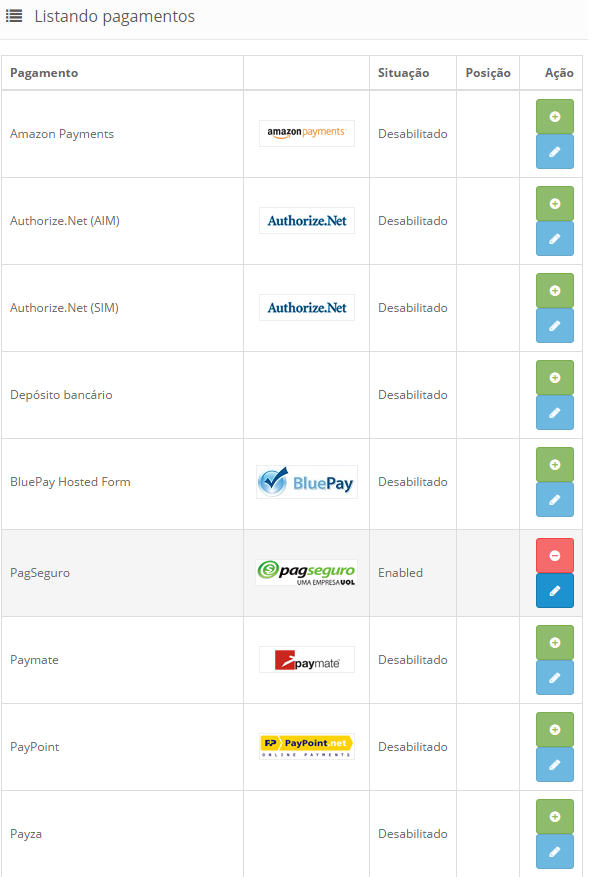 Listando pagamentos
Pagamento Situação Posição Ação
Amazon Payments amazonpayments Desabilitado
Authorize.Net (AIM) Authorize.Net Desabilitado
Authorize.Net (SIM) Authorize.Net Desabilitado
Depósito bancário Desabilitado
BluePay Hosted Form BluePay Desabilitado
PagSeguro pagseguro Enabled
UMA EMPRESA UOL
Paymate paymate Desabilitado
PayPoint PP PayPoint.net Desabilitado
ONLINE PAYMENTS
Payza Desabilitado